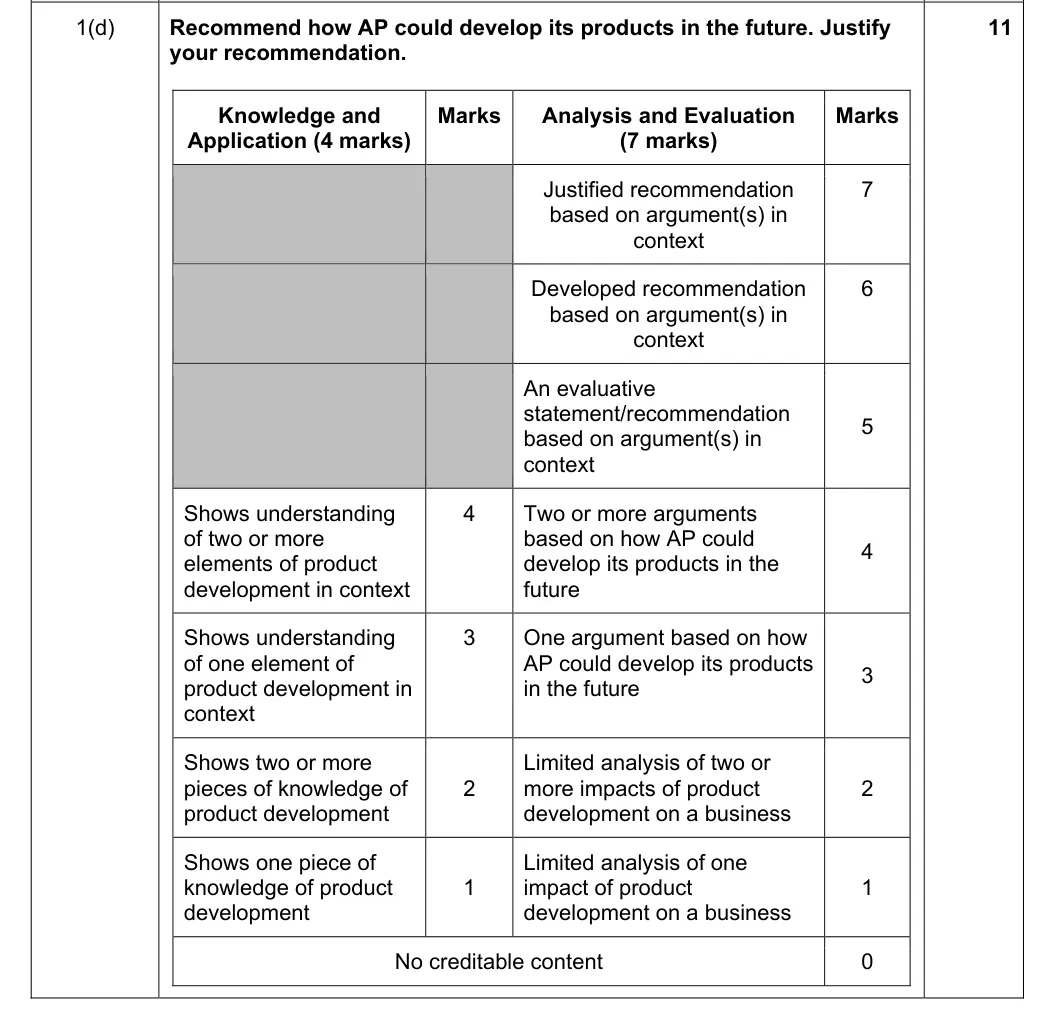 1(d)
Recommend how AP could develop its products in the future. Justify
your recommendation.
11
Knowledge and
Application (4 marks)
Marks
Analysis and Evaluation
(7 marks)
Marks
Justified recommendation
based on argument(s) in
context
7
Developed recommendation
based on argument(s) in
context
6
An evaluative
statement/recommendation
based on argument(s) in
context
5
Shows understanding
of two or more
elements of product
development in context
4
Two or more arguments
based on how AP could
develop its products in the
future
4
Shows understanding
of one element of
product development in
context
3
One argument based on how
AP could develop its products
in the future
3
Shows two or more
pieces of knowledge of
product development
2
Limited analysis of two or
more impacts of product
development on a business
2
Shows one piece of
knowledge of product
development
1
Limited analysis of one
impact of product
development on a business
1
No creditable content
0